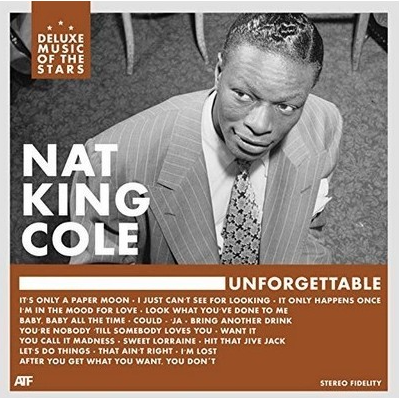 DELUXE
MUSIC
OF THE
STARS
NAT
KING
COLE
UNFORGETTABLE
IT'S ONLY A PAPER MOON - I JUST CAN'T SEE FOR LOOKING - IT ONLY HAPPENS ONCE
I'M IN THE MOOD FOR LOVE - LOOK WHAT YOU'VE DONE TO ME
BABY, BABY ALL THE TIME - COULD - 'JA - BRING ANOTHER DRINK
YOU'RE NOBODY 'TILL SOMEBODY LOVES YOU - WANT IT
YOU CALL IT MADNESS - SWEET LORRAINE - HIT THAT JIVE JACK
LET'S DO THINGS - THAT AIN'T RIGHT - I'M LOST
AFTER YOU GET WHAT YOU WANT, YOU DON´T
ATF
STEREO FIDELITY